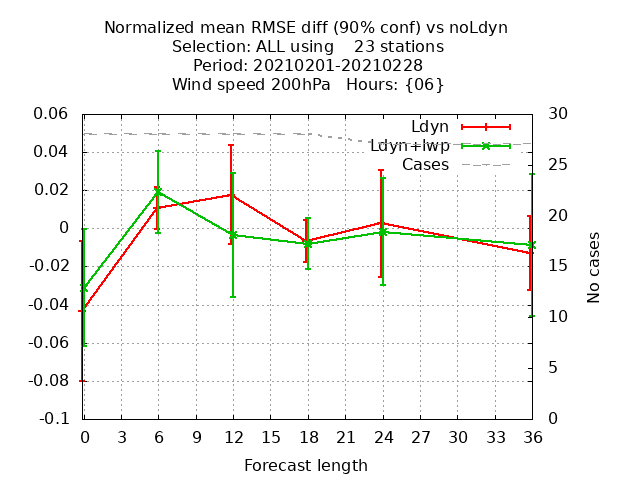 Normalized mean RMSE diff (90% conf) vs noLdyn
Selection: ALL using    23 stations
Period: 20210201-20210228
Wind speed 200hPa   Hours: {06}
0.06
0.04
0.02
0
-0.02
-0.04
-0.06
-0.08
-0.1
30
25
20
15
10
5
0
Ldyn
Ldyn+lwp
Cases
No cases
0 3 6 9 12 15 18 21 24 27 30 33 36
Forecast length